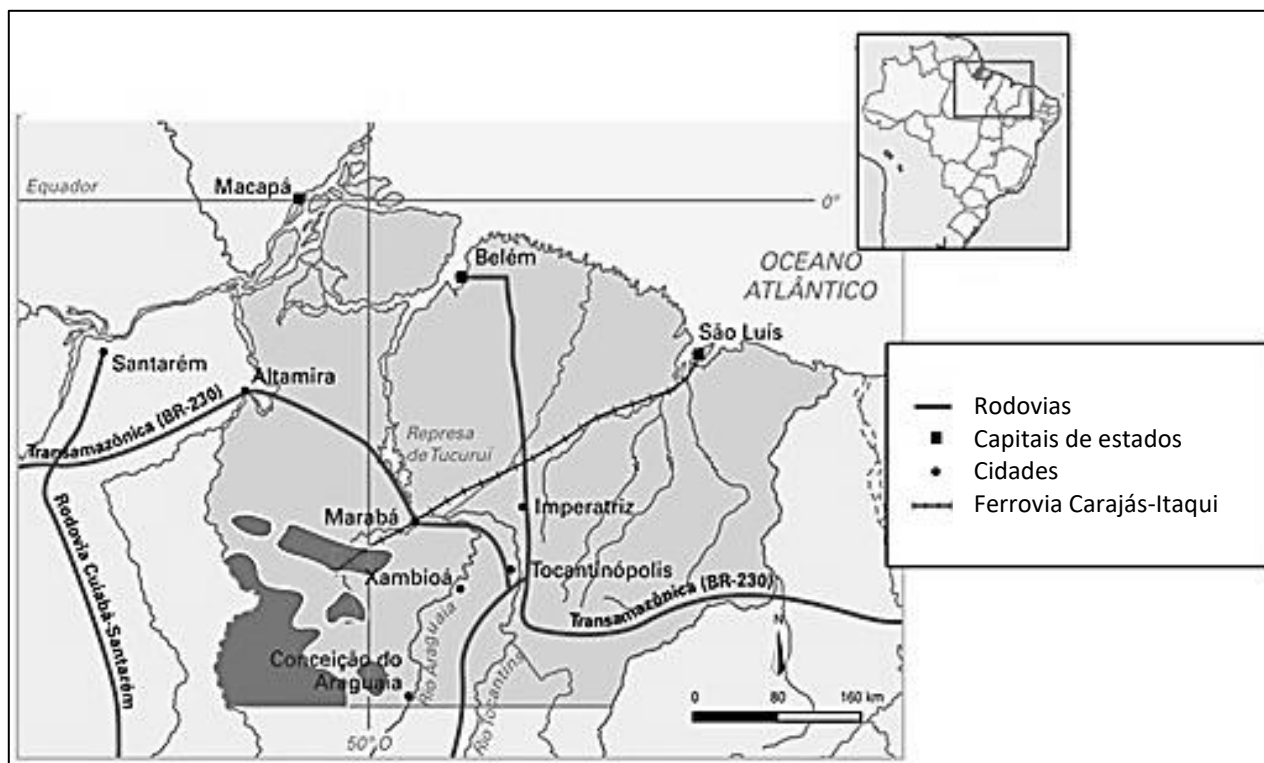 Equador
Macapá
0°
Belém
OCEANO
ATLÂNTICO
São Luís
Santarém
Altamira
Transamazônica (BR-230)
Represa
de Tucuruí
Rodovia Cuiabá-Santarém
Marabá
Imperatriz
Xambioá
Tocantinópolis
Transamazônica (BR-230)
Conceição do
Araguaia
Rio Araguaia
Rio Tocantins
N
0 80 160 km
50° O
Rodovias
Capitais de estados
Cidades
Ferrovia Carajás-Itaqui